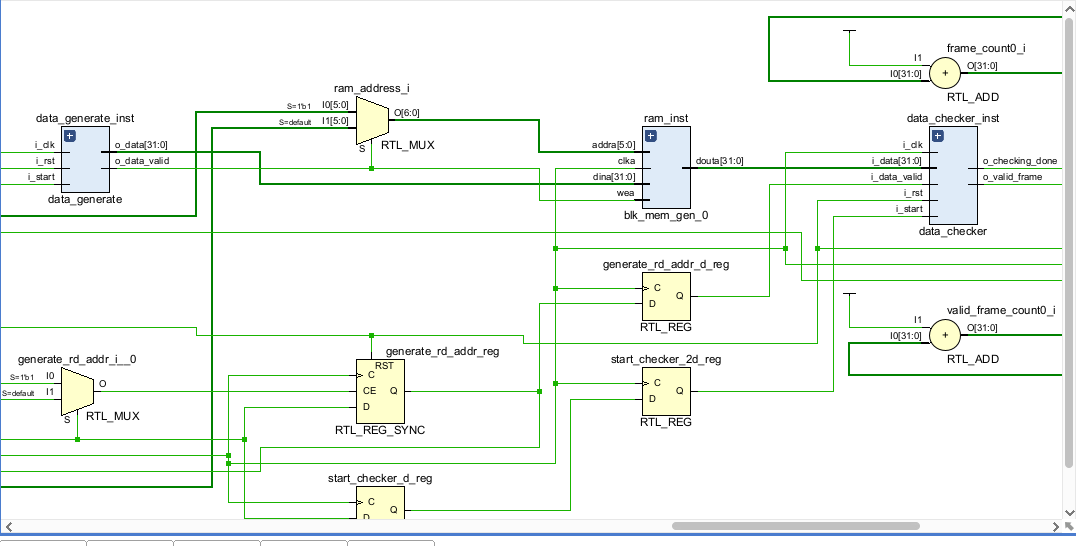 frame_count0_i
I1
I0[31:0]
+
O[31:0]
RTL_ADD
ram_address_i
S=1'b1
I0[5:0]
S=default
I1[5:0]
O[6:0]
S
RTL_MUX
data_generate_inst
i_clk
i_rst
i_start
o_data[31:0]
o_data_valid
data_generate
ram_inst
addra[5:0]
clka
dina[31:0]
wea
douta[31:0]
blk_mem_gen_0
data_checker_inst
i_clk
i_data[31:0]
i_data_valid
i_rst
i_start
o_checking_done
o_valid_frame
data_checker
generate_rd_addr_d_reg
C
D
Q
RTL_REG
valid_frame_count0_i
I1
I0[31:0]
+
O[31:0]
RTL_ADD
generate_rd_addr_i__0
S=1'b1
I0
S=default
I1
O
S
RTL_MUX
generate_rd_addr_reg
RST
C
CE
D
Q
RTL_REG_SYNC
start_checker_2d_reg
C
D
Q
RTL_REG
start_checker_d_reg
C
D
Q